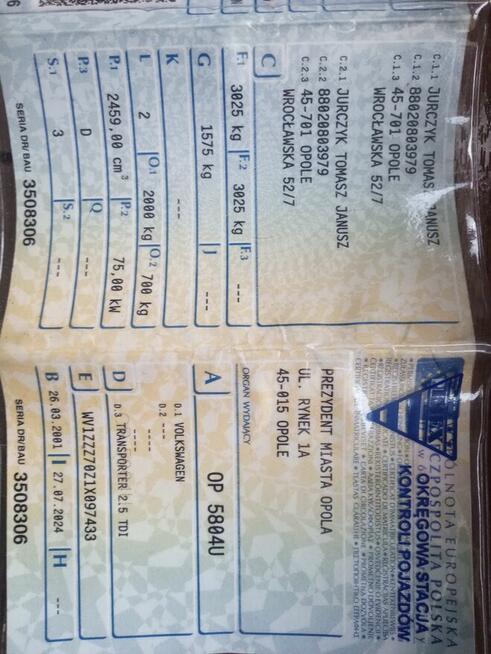 C.1.1 JURCZYK TOMASZ JANUSZ
C.1.2 88020803979
C.1.3 45-701 OPOLE
WROCŁAWSKA 52/7
C.2.1 JURCZYK TOMASZ JANUSZ
C.2.2 88020803979
C.2.3 45-701 OPOLE
WROCŁAWSKA 52/7
C
F.1 3025 kg F.2 3025 kg F.3 ---
G 1575 kg J ---
K ---
L 2 O.1 2000 kg O.2 700 kg
P.1 2459,00 cm³ P.2 75,00 kW
P.3 D Q ---
S.1 3 S.2 ---
SERIA DR/BAU 3508306
RZPOSPOLITA POLSKA
OKRĘGOWA STACJA
KONTROLI POJAZDÓW
PREZYDENT MIASTA OPOLA
UL. RYNEK 1A
45-015 OPOLE
ORGAN WYDAJĄCY
A OP 5804U
D.1 VOLKSWAGEN
D.2 ---
----
----
D D.3 TRANSPORTER 2.5 TDI
E WV1ZZZ70Z1X097433
B 26.03.2001 I 27.07.2024 H ---
SERIA DR/BAU 3508306